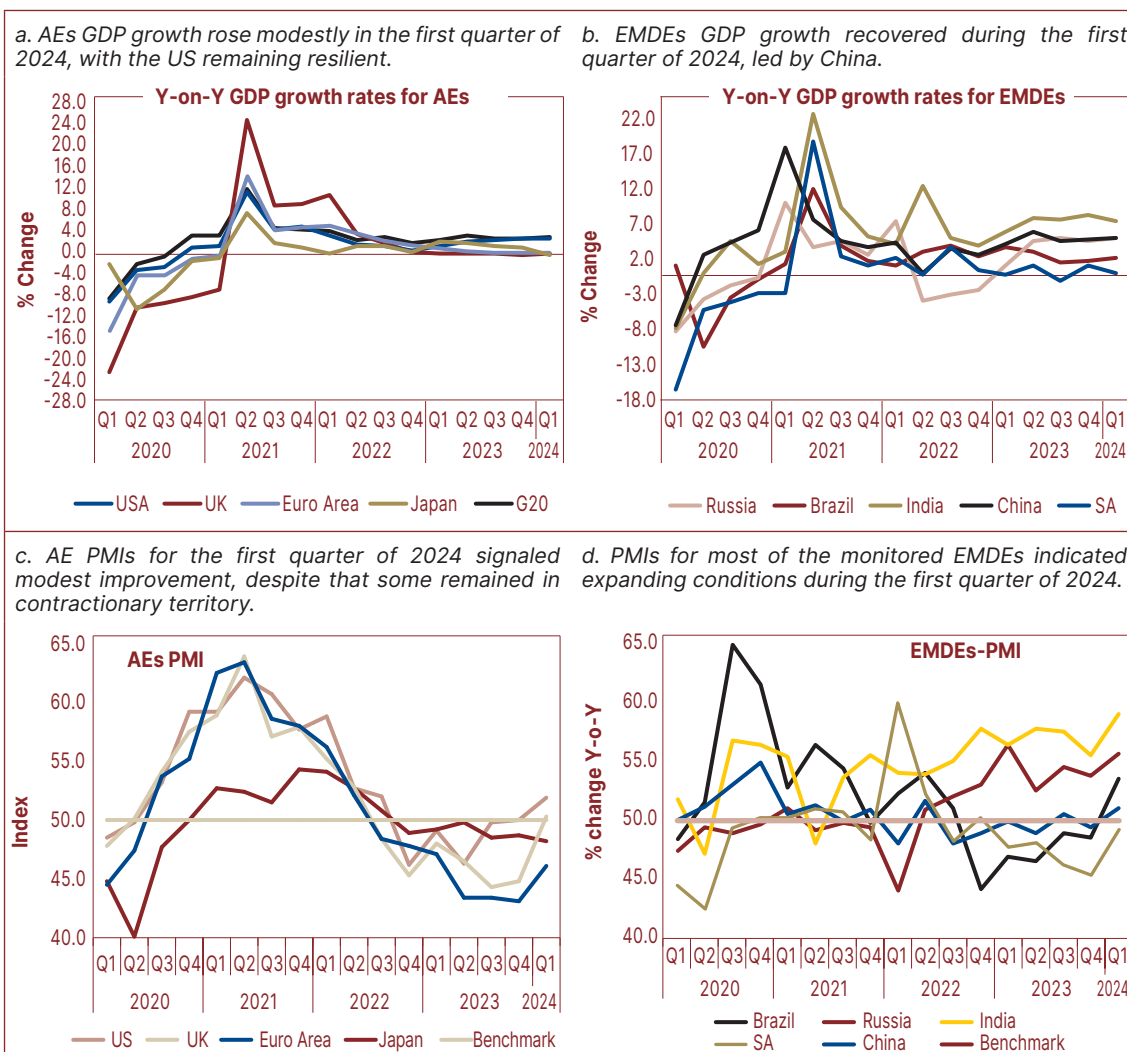 a. AEs GDP growth rose modestly in the first quarter of
2024, with the US remaining resilient.
Y-on-Y GDP growth rates for AEs
% Change
28.0
24.0
20.0
16.0
12.0
8.0
4.0
0.0
-4.0
-8.0
-12.0
-16.0
-20.0
-24.0
-28.0
Q1 Q2 Q3 Q4 Q1 Q2 Q3 Q4 Q1 Q2 Q3 Q4 Q1 Q2 Q3 Q4 Q1
2020 2021 2022 2023 2024
USA UK Euro Area Japan G20
b. EMDEs GDP growth recovered during the first
quarter of 2024, led by China.
Y-on-Y GDP growth rates for EMDEs
% Change
22.0
17.0
12.0
7.0
2.0
-3.0
-8.0
-13.0
-18.0
Q1 Q2 Q3 Q4 Q1 Q2 Q3 Q4 Q1 Q2 Q3 Q4 Q1 Q2 Q3 Q4 Q1
2020 2021 2022 2023 2024
Russia Brazil India China SA
c. AE PMIs for the first quarter of 2024 signaled
modest improvement, despite that some remained in
contractionary territory.
AEs PMI
Index
65.0
60.0
55.0
50.0
45.0
40.0
Q1 Q2 Q3 Q4 Q1 Q2 Q3 Q4 Q1 Q2 Q3 Q4 Q1 Q2 Q3 Q4 Q1
2020 2021 2022 2023 2024
US UK Euro Area Japan Benchmark
d. PMIs for most of the monitored EMDEs indicated
expanding conditions during the first quarter of 2024.
EMDEs-PMI
% change Y-o-Y
65.0
60.0
55.0
50.0
45.0
40.0
Q1 Q2 Q3 Q4 Q1 Q2 Q3 Q4 Q1 Q2 Q3 Q4 Q1 Q2 Q3 Q4 Q1
2020 2021 2022 2023 2024
Brazil Russia India
SA China Benchmark